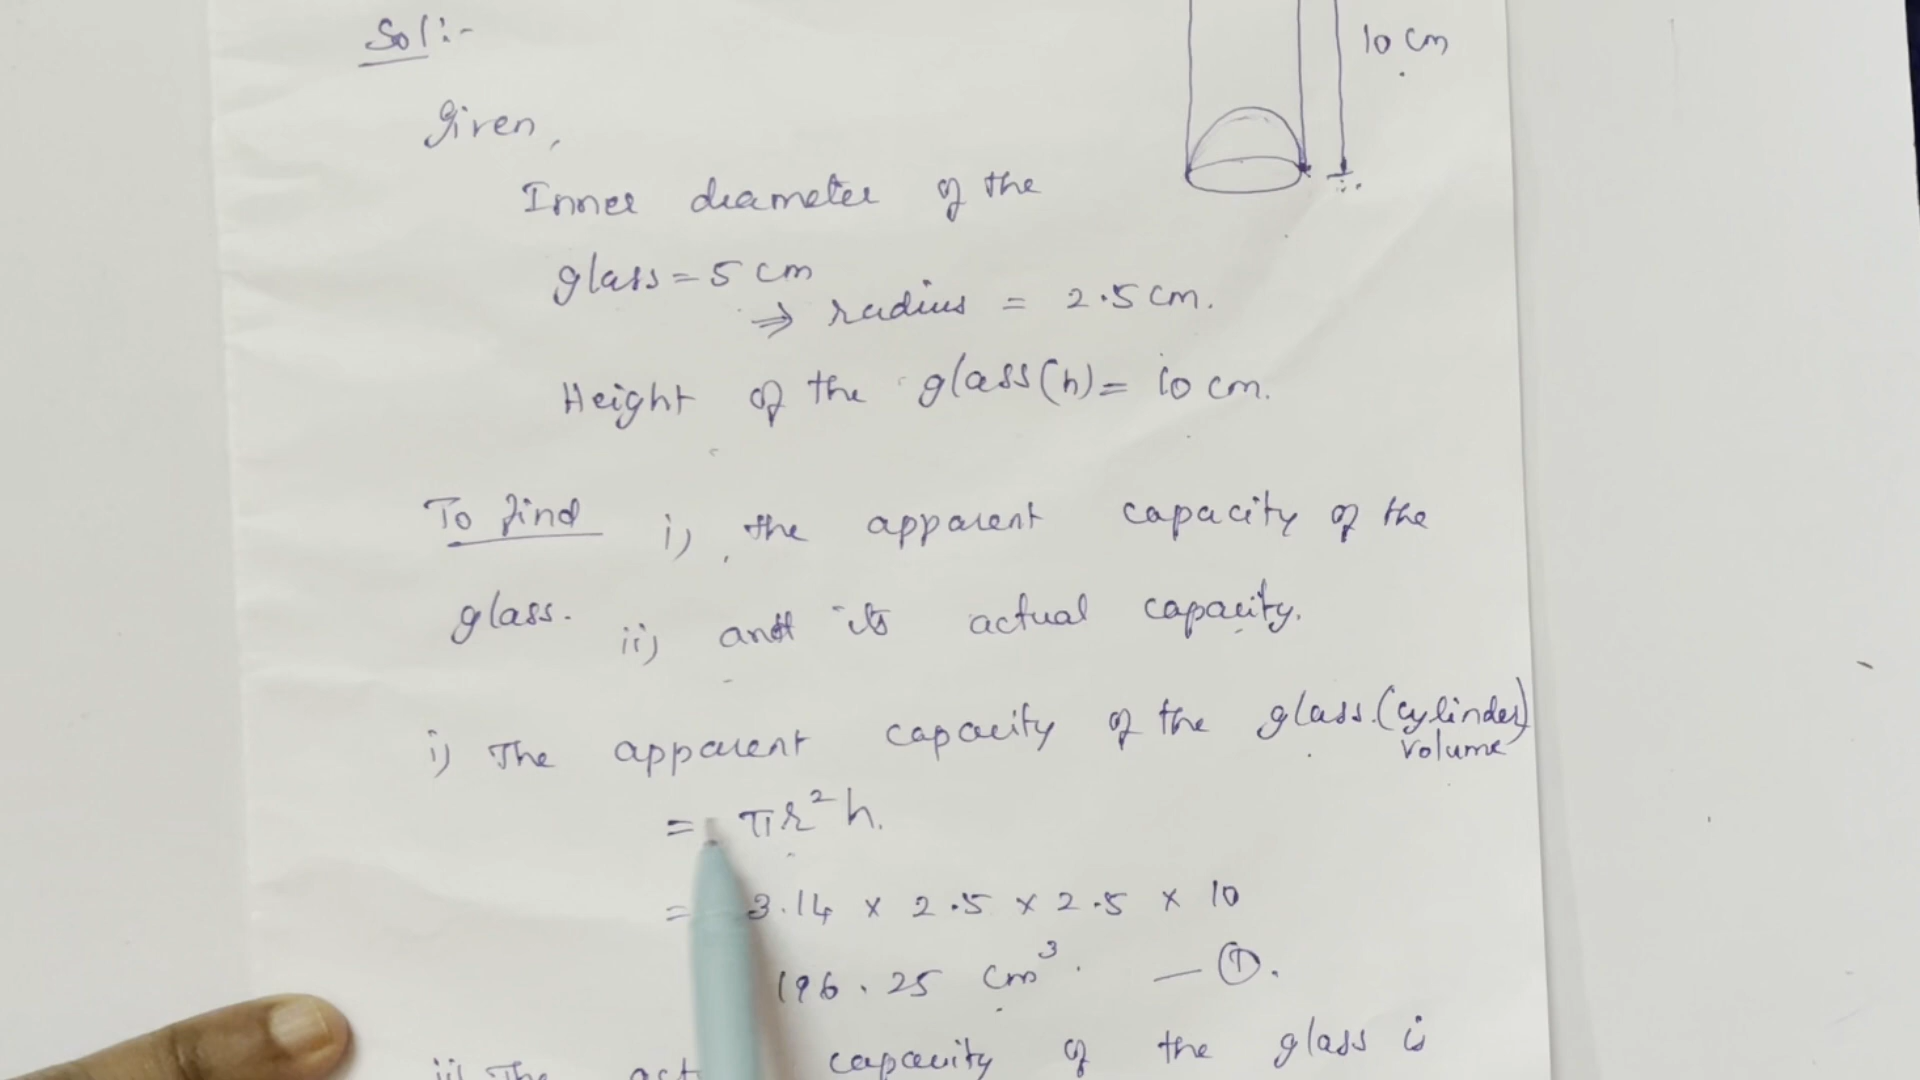 Sol:-
10 cm
Given,
Inner diameter of the
glass = 5 cm
⇒ radius = 2.5 cm.
Height of the glass (h) = 10 cm.
To find i) the apparent capacity of the
glass. ii) and its actual capacity.
i) The apparent capacity of the glass. (cylinder) volume
= πr²h.
= 3.14 × 2.5 × 2.5 × 10
196.25 cm³. — ①.
ii) The capacity of the glass is